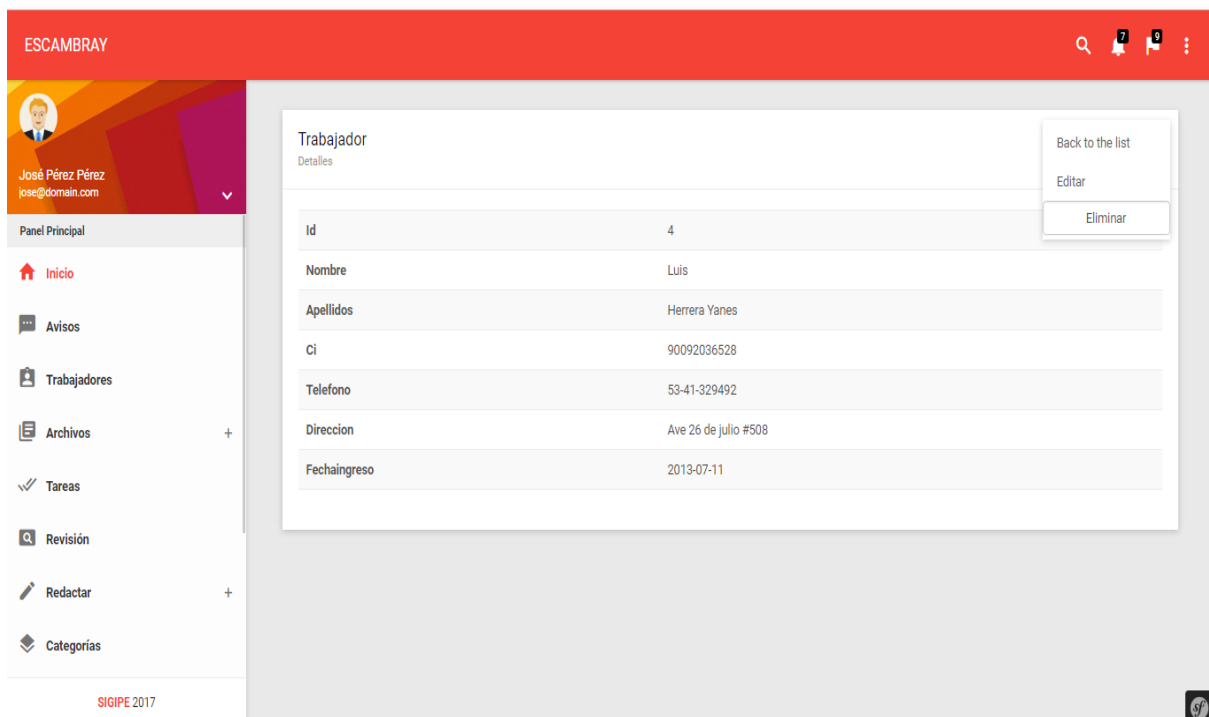 ESCAMBRAY
7
9
José Pérez Pérez
jose@domain.com
Panel Principal
Inicio
Avisos
Trabajadores
Archivos +
Tareas
Revisión
Redactar +
Categorías
SIGIPE 2017
Trabajador
Detalles
Back to the list
Editar
Eliminar
Id 4
Nombre Luis
Apellidos Herrera Yanes
Ci 90092036528
Telefono 53-41-329492
Direccion Ave 26 de julio #508
Fechaingreso 2013-07-11
sf